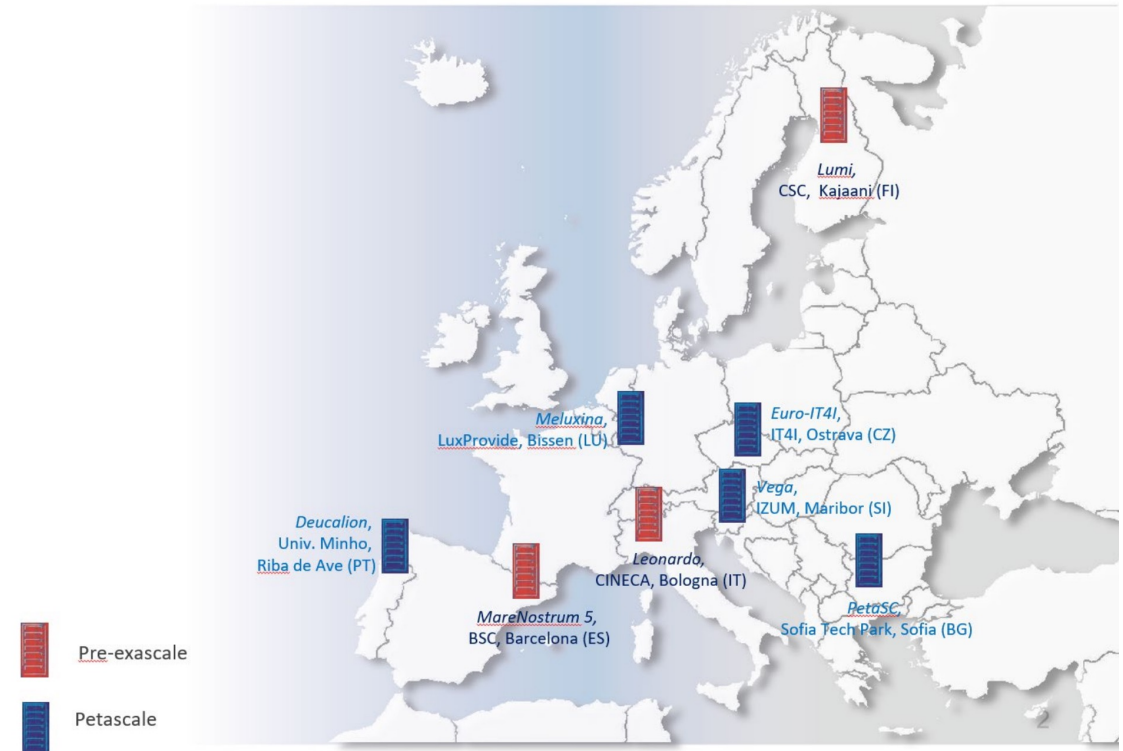 Lumi,
CSC, Kajaani (FI)
Meluxina,
LuxProvide, Bissen (LU)
Euro-IT4I,
IT4I, Ostrava (CZ)
Vega,
IZUM, Maribor (SI)
Deucalion,
Univ. Minho,
Riba de Ave (PT)
Leonardo,
CINECA, Bologna (IT)
MareNostrum 5,
BSC, Barcelona (ES)
PetaSC,
Sofia Tech Park, Sofia (BG)
Pre-exascale
Petascale
2